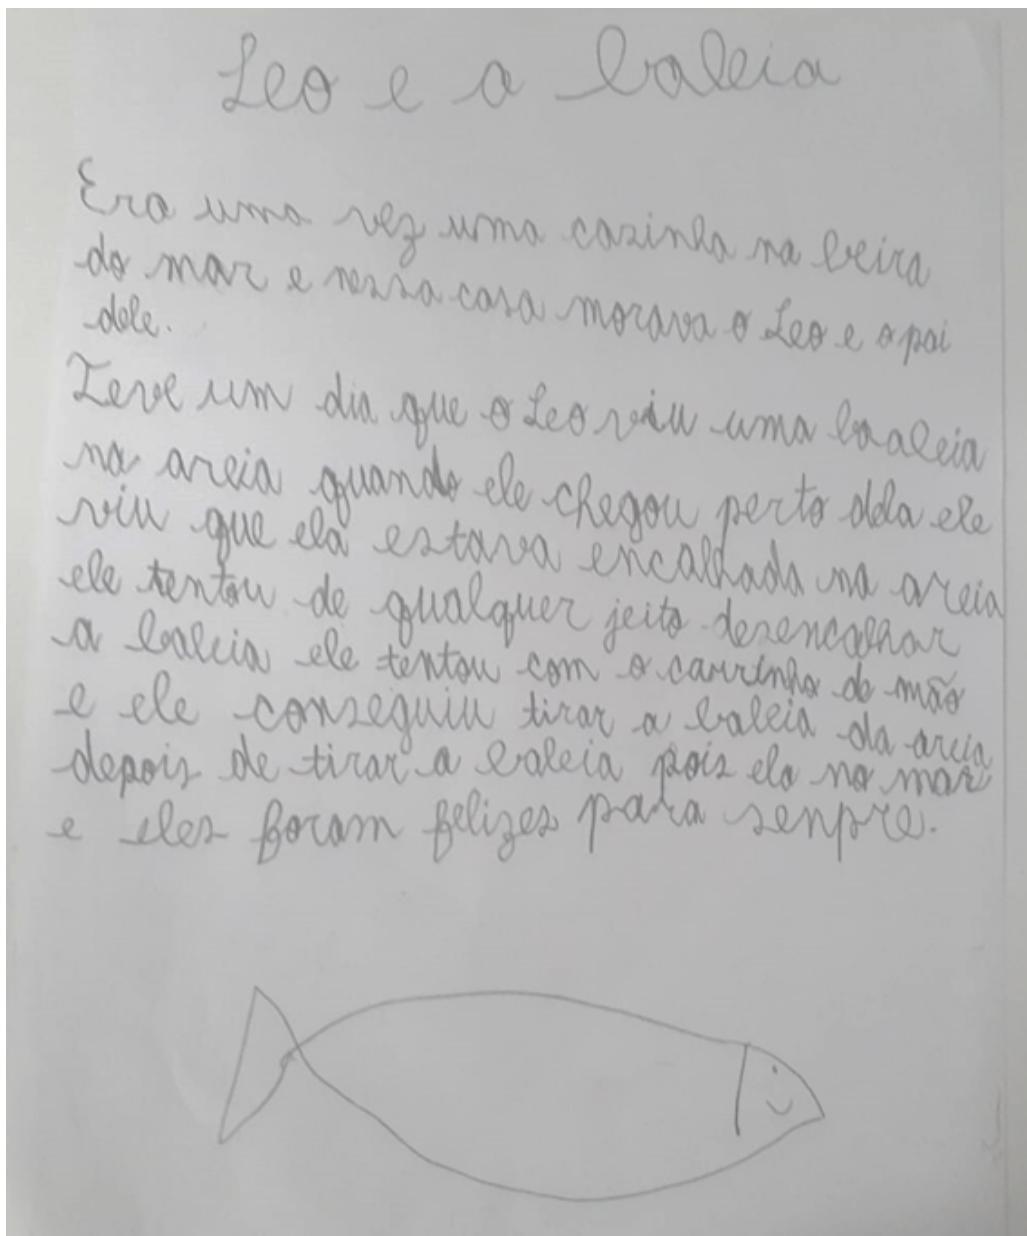 Leo e a baleia
Era uma vez uma casinha na beira
do mar e nessa casa morava o Leo e o pai
dele.
Teve um dia que o Leo viu uma baaleia
na areia quando ele chegou perto dela ele
viu que ela estava encalhada na areia
ele tentou de qualquer jeito desencalhar
a baleia ele tentou com o carrinho de mão
e ele conseguiu tirar a baleia da areia
depois de tirar a baleia pois ela no mar
e eles foram felizes para senpre.